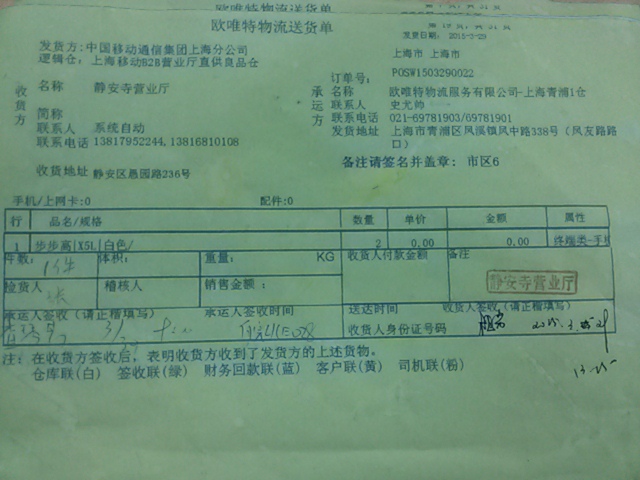 欧唯特物流送货单
欧唯特物流送货单
发货方:中国移动通信集团上海分公司
发更日期: 2015-3-29
逻辑仓: 上海移动B2B营业厅直供良品仓
上海市 上海市
订单号: POSW1503290022
收货方
名称 静安寺营业厅
简称
联系人 系统自动
联系电话 13817952244, 13816810108
收货地址 静安区愚园路236号
承运方
名称 欧唯特物流服务有限公司-上海青浦1仓
联系人 史尤帅
联系电话 021-69781903/69781901
发货地址 上海市青浦区凤溪镇凤中路338号(凤友路路口)
备注请签名并盖章: 市区6
手机/上网卡:0 配件:0
行 品名/规格 数量 单价 金额 属性
1 步步高|X5L|白色/ 2 0.00 0.00 终端类-手机
件数: 体积: 重量: KG 收货人付款金额 备注
静安寺营业厅
捡货人 稽核人 销售金额:
承运人签收(请正楷填写) 承运人签收时间 送达时间 收货人签收(请正楷填写)
收货人身份证号码
注: 在收货方签收后, 表明收货方收到了发货方的上述货物。
仓库联(白) 签收联(绿) 财务回款联(蓝) 客户联(黄) 司机联(粉)